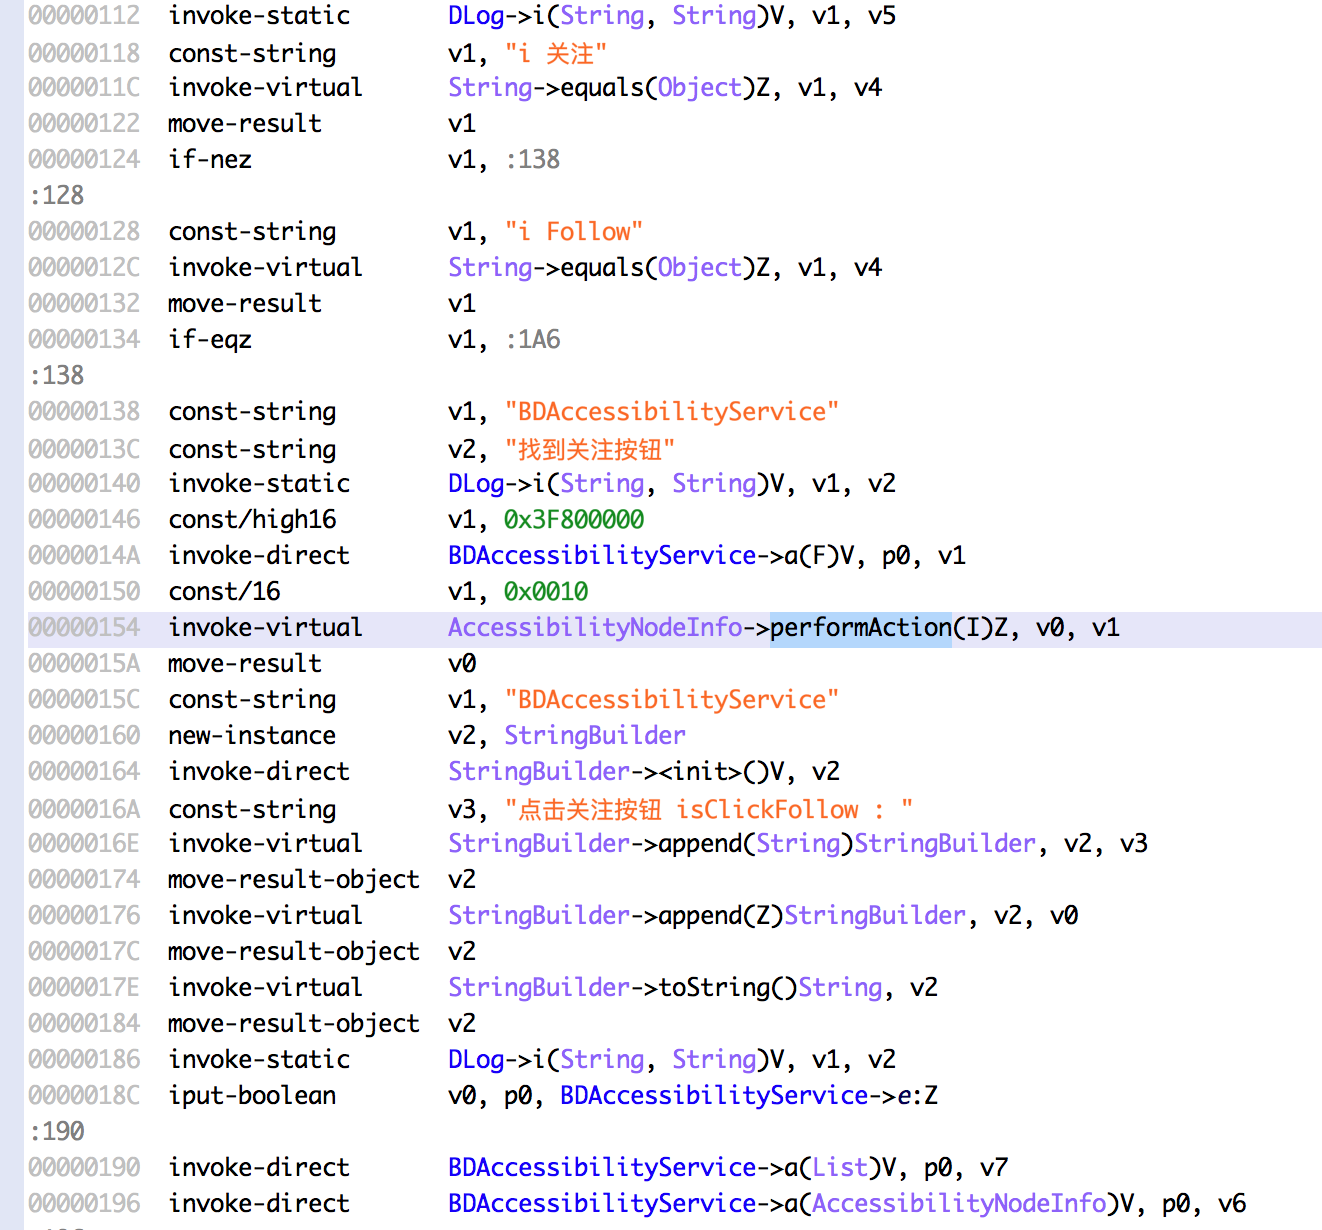 00000112 invoke-static DLog->i(String, String)V, v1, v5
00000118 const-string v1, "i 关注"
0000011C invoke-virtual String->equals(Object)Z, v1, v4
00000122 move-result v1
00000124 if-nez v1, :138
:128
00000128 const-string v1, "i Follow"
0000012C invoke-virtual String->equals(Object)Z, v1, v4
00000132 move-result v1
00000134 if-eqz v1, :1A6
:138
00000138 const-string v1, "BDAccessibilityService"
0000013C const-string v2, "找到关注按钮"
00000140 invoke-static DLog->i(String, String)V, v1, v2
00000146 const/high16 v1, 0x3F800000
0000014A invoke-direct BDAccessibilityService->a(F)V, p0, v1
00000150 const/16 v1, 0x0010
00000154 invoke-virtual AccessibilityNodeInfo->performAction(I)Z, v0, v1
0000015A move-result v0
0000015C const-string v1, "BDAccessibilityService"
00000160 new-instance v2, StringBuilder
00000164 invoke-direct StringBuilder-><init>()V, v2
0000016A const-string v3, "点击关注按钮 isClickFollow : "
0000016E invoke-virtual StringBuilder->append(String)StringBuilder, v2, v3
00000174 move-result-object v2
00000176 invoke-virtual StringBuilder->append(Z)StringBuilder, v2, v0
0000017C move-result-object v2
0000017E invoke-virtual StringBuilder->toString()String, v2
00000184 move-result-object v2
00000186 invoke-static DLog->i(String, String)V, v1, v2
0000018C iput-boolean v0, p0, BDAccessibilityService->e:Z
:190
00000190 invoke-direct BDAccessibilityService->a(List)V, p0, v7
00000196 invoke-direct BDAccessibilityService->a(AccessibilityNodeInfo)V, p0, v6